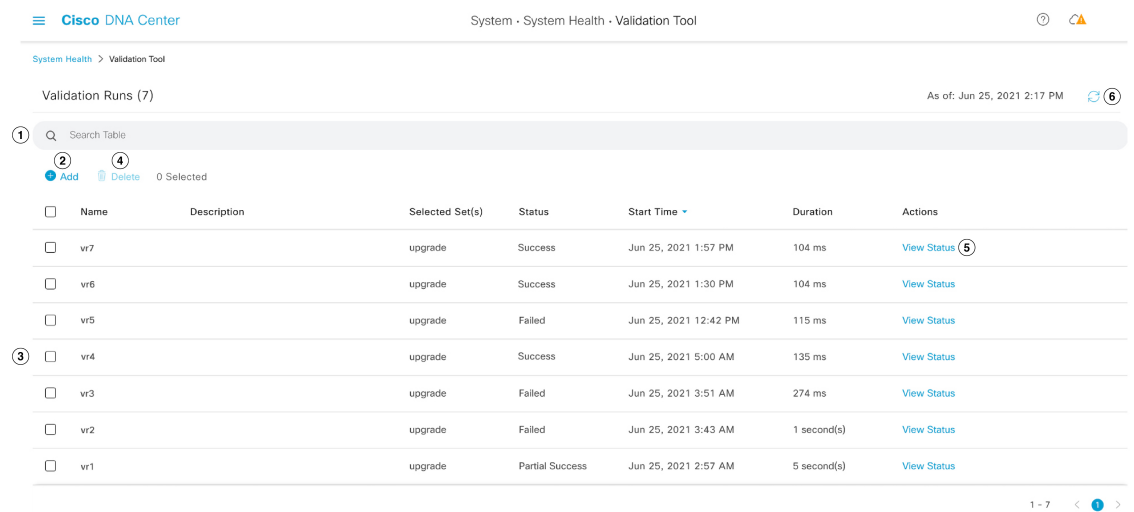 Cisco DNA Center System · System Health · Validation Tool
System Health > Validation Tool
Validation Runs (7) As of: Jun 25, 2021 2:17 PM 6
1 Search Table
2 4
Add Delete 0 Selected
Name Description Selected Set(s) Status Start Time Duration Actions
vr7 upgrade Success Jun 25, 2021 1:57 PM 104 ms View Status 5
vr6 upgrade Success Jun 25, 2021 1:30 PM 104 ms View Status
vr5 upgrade Failed Jun 25, 2021 12:42 PM 115 ms View Status
3 vr4 upgrade Success Jun 25, 2021 5:00 AM 135 ms View Status
vr3 upgrade Failed Jun 25, 2021 3:51 AM 274 ms View Status
vr2 upgrade Failed Jun 25, 2021 3:43 AM 1 second(s) View Status
vr1 upgrade Partial Success Jun 25, 2021 2:57 AM 5 second(s) View Status
1 - 7 < 1 >